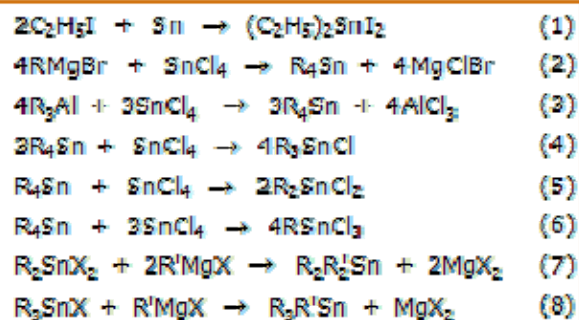 2C₂H₅I + Sn → (C₂H₅)₂SnI₂ (1)
4RMgBr + SnCl₄ → R₄Sn + 4MgClBr (2)
4R₃Al + 3SnCl₄ → 3R₄Sn + 4AlCl₃ (3)
3R₄Sn + SnCl₄ → 4R₃SnCl (4)
R₄Sn + SnCl₄ → 2R₂SnCl₂ (5)
R₄Sn + 3SnCl₄ → 4RSnCl₃ (6)
R₂SnX₂ + 2R'MgX → R₂R₂'Sn + 2MgX₂ (7)
R₃SnX + R'MgX → R₃R'Sn + MgX₂ (8)